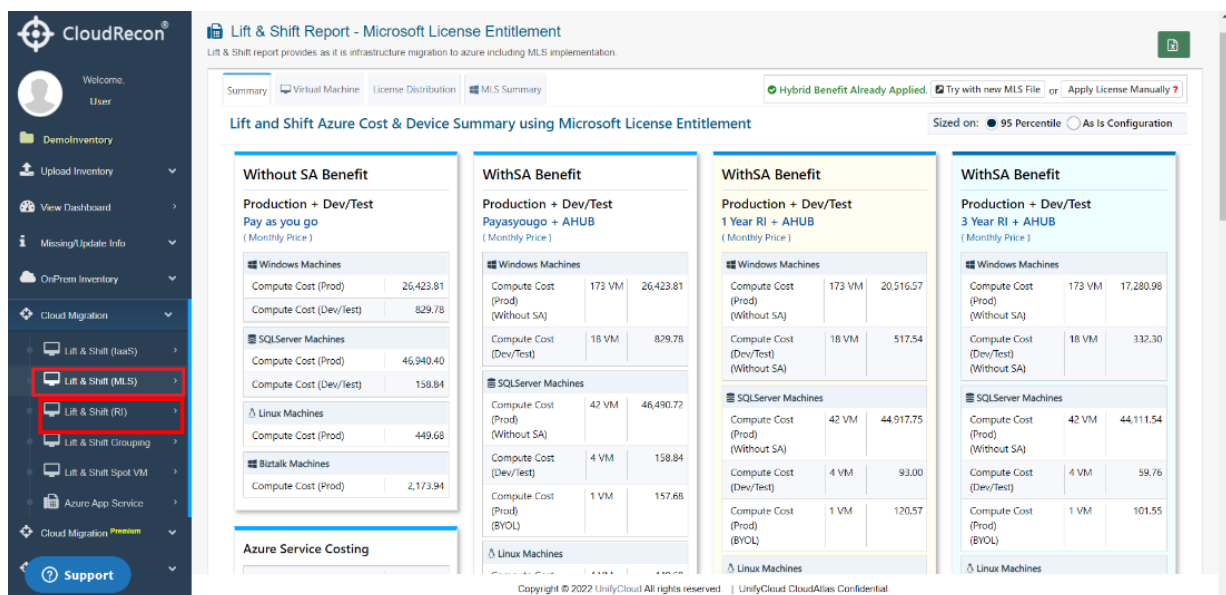 CloudRecon®
Welcome,
User
DemoInventory
Upload Inventory
View Dashboard
Missing/Update Info
OnPrem Inventory
Cloud Migration
Lift & Shift (IaaS)
Lift & Shift (MLS)
Lift & Shift (RI)
Lift & Shift Grouping
Lift & Shift Spot VM
Azure App Service
Cloud Migration Premium
Support
Lift & Shift Report - Microsoft License Entitlement
Lift & Shift report provides as it is infrastructure migration to azure including MLS implementation.
Summary Virtual Machine License Distribution MLS Summary
Hybrid Benefit Already Applied. Try with new MLS File or Apply License Manually ?
Lift and Shift Azure Cost & Device Summary using Microsoft License Entitlement
Sized on: 95 Percentile As Is Configuration
Without SA Benefit
Production + Dev/Test
Pay as you go
( Monthly Price )
Windows Machines
Compute Cost (Prod) 26,423.81
Compute Cost (Dev/Test) 829.78
SQLServer Machines
Compute Cost (Prod) 46,940.40
Compute Cost (Dev/Test) 158.84
Linux Machines
Compute Cost (Prod) 449.68
Biztalk Machines
Compute Cost (Prod) 2,173.94
Azure Service Costing
WithSA Benefit
Production + Dev/Test
Payasyougo + AHUB
( Monthly Price )
Windows Machines
Compute Cost 173 VM 26,423.81
(Prod)
(Without SA)
Compute Cost 18 VM 829.78
(Dev/Test)
SQLServer Machines
Compute Cost 42 VM 46,490.72
(Prod)
(Without SA)
Compute Cost 4 VM 158.84
(Dev/Test)
Compute Cost 1 VM 157.68
(Prod)
(BYOL)
Linux Machines
WithSA Benefit
Production + Dev/Test
1 Year RI + AHUB
( Monthly Price )
Windows Machines
Compute Cost 173 VM 20,516.57
(Prod)
(Without SA)
Compute Cost 18 VM 517.54
(Dev/Test)
(Without SA)
SQLServer Machines
Compute Cost 42 VM 44,917.75
(Prod)
(Without SA)
Compute Cost 4 VM 93.00
(Dev/Test)
Compute Cost 1 VM 120.57
(Prod)
(BYOL)
Linux Machines
WithSA Benefit
Production + Dev/Test
3 Year RI + AHUB
( Monthly Price )
Windows Machines
Compute Cost 173 VM 17,280.98
(Prod)
(Without SA)
Compute Cost 18 VM 332.30
(Dev/Test)
(Without SA)
SQLServer Machines
Compute Cost 42 VM 44,111.54
(Prod)
(Without SA)
Compute Cost 4 VM 59.76
(Dev/Test)
Compute Cost 1 VM 101.55
(Prod)
(BYOL)
Linux Machines
Copyright © 2022 UnifyCloud All rights reserved. | UnifyCloud CloudAtlas Confidential.